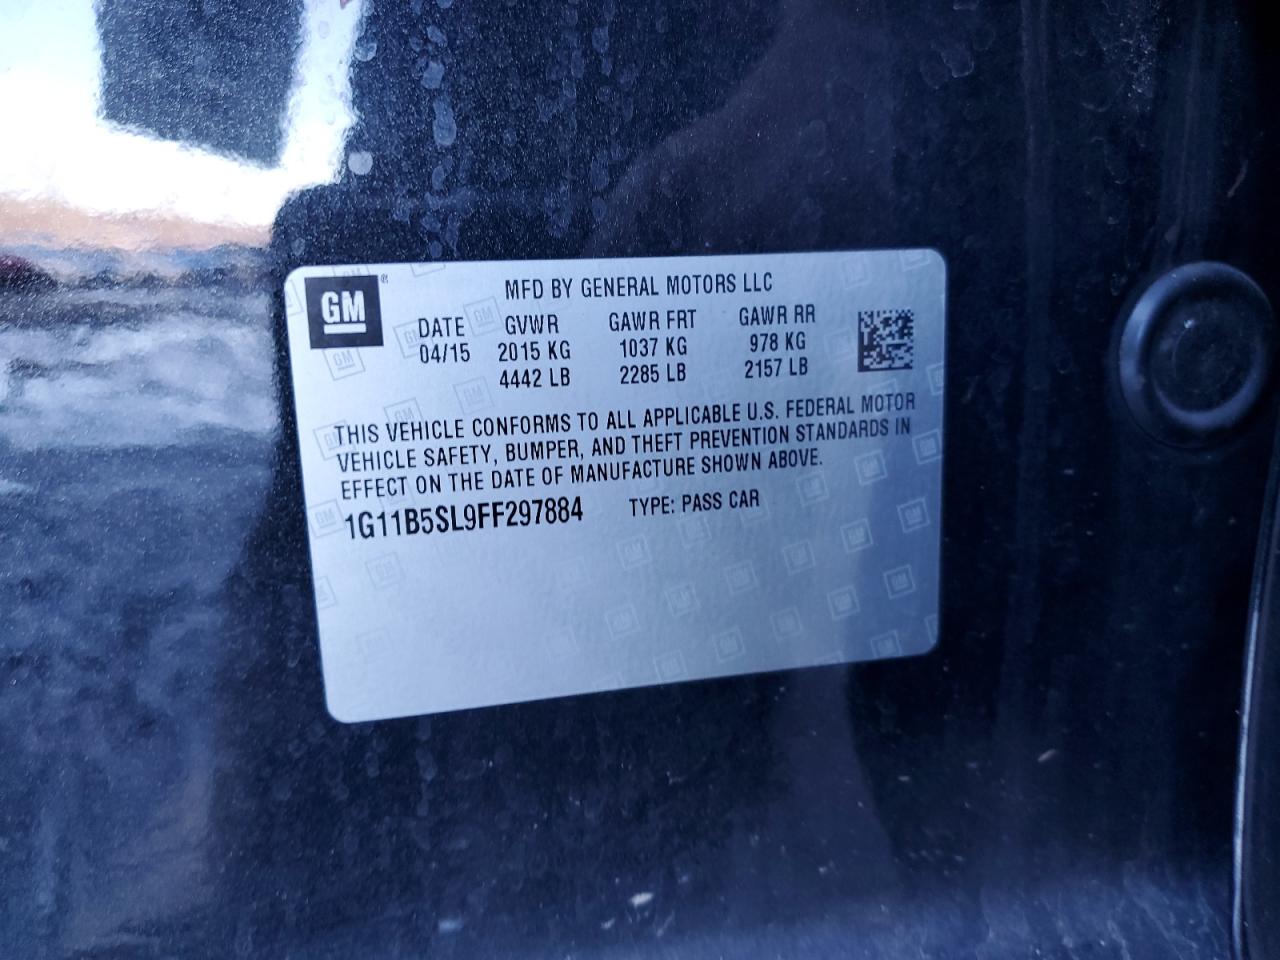 GM ®
MFD BY GENERAL MOTORS LLC
DATE GVWR GAWR FRT GAWR RR
04/15 2015 KG 1037 KG 978 KG
4442 LB 2285 LB 2157 LB
THIS VEHICLE CONFORMS TO ALL APPLICABLE U.S. FEDERAL MOTOR
VEHICLE SAFETY, BUMPER, AND THEFT PREVENTION STANDARDS IN
EFFECT ON THE DATE OF MANUFACTURE SHOWN ABOVE.
1G11B5SL9FF297884 TYPE: PASS CAR